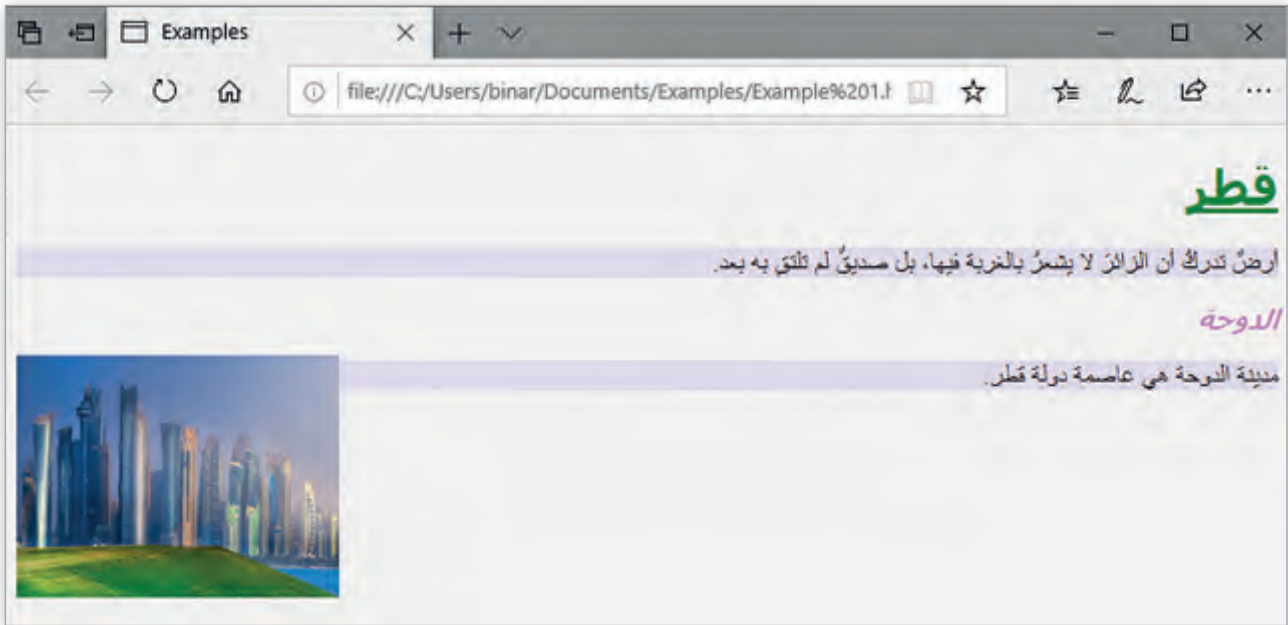 Examples
file:///C:/Users/binar/Documents/Examples/Example%201.h
قطر
أرضٌ تدركُ أن الزائرَ لا يشعرُ بالغربة فيها، بل صديقٌ لم تلتقِ به بعد.
الدوحة
مدينة الدوحة هي عاصمة دولة قطر.